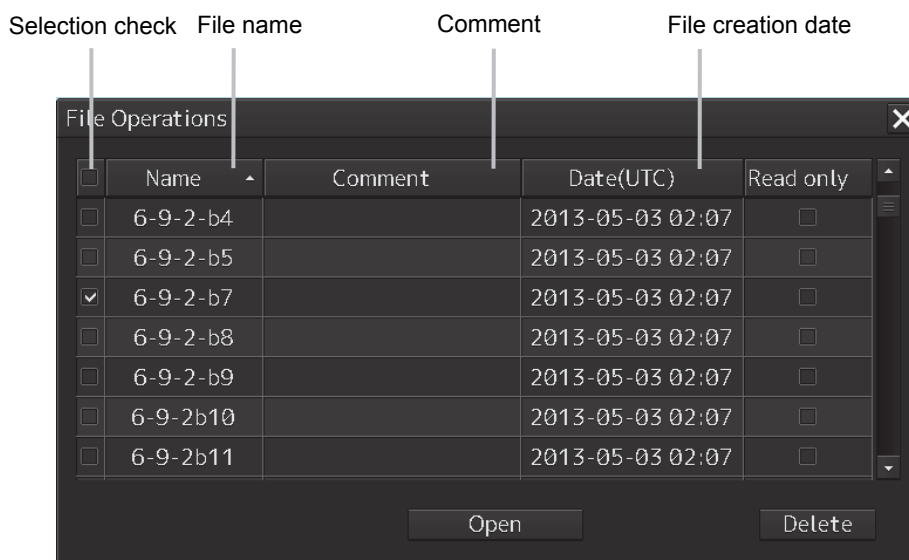 Selection check File name Comment File creation date
File Operations
Name Comment Date(UTC) Read only
6-9-2-b4 2013-05-03 02:07
6-9-2-b5 2013-05-03 02:07
6-9-2-b7 2013-05-03 02:07
6-9-2-b8 2013-05-03 02:07
6-9-2-b9 2013-05-03 02:07
6-9-2b10 2013-05-03 02:07
6-9-2b11 2013-05-03 02:07
Open Delete